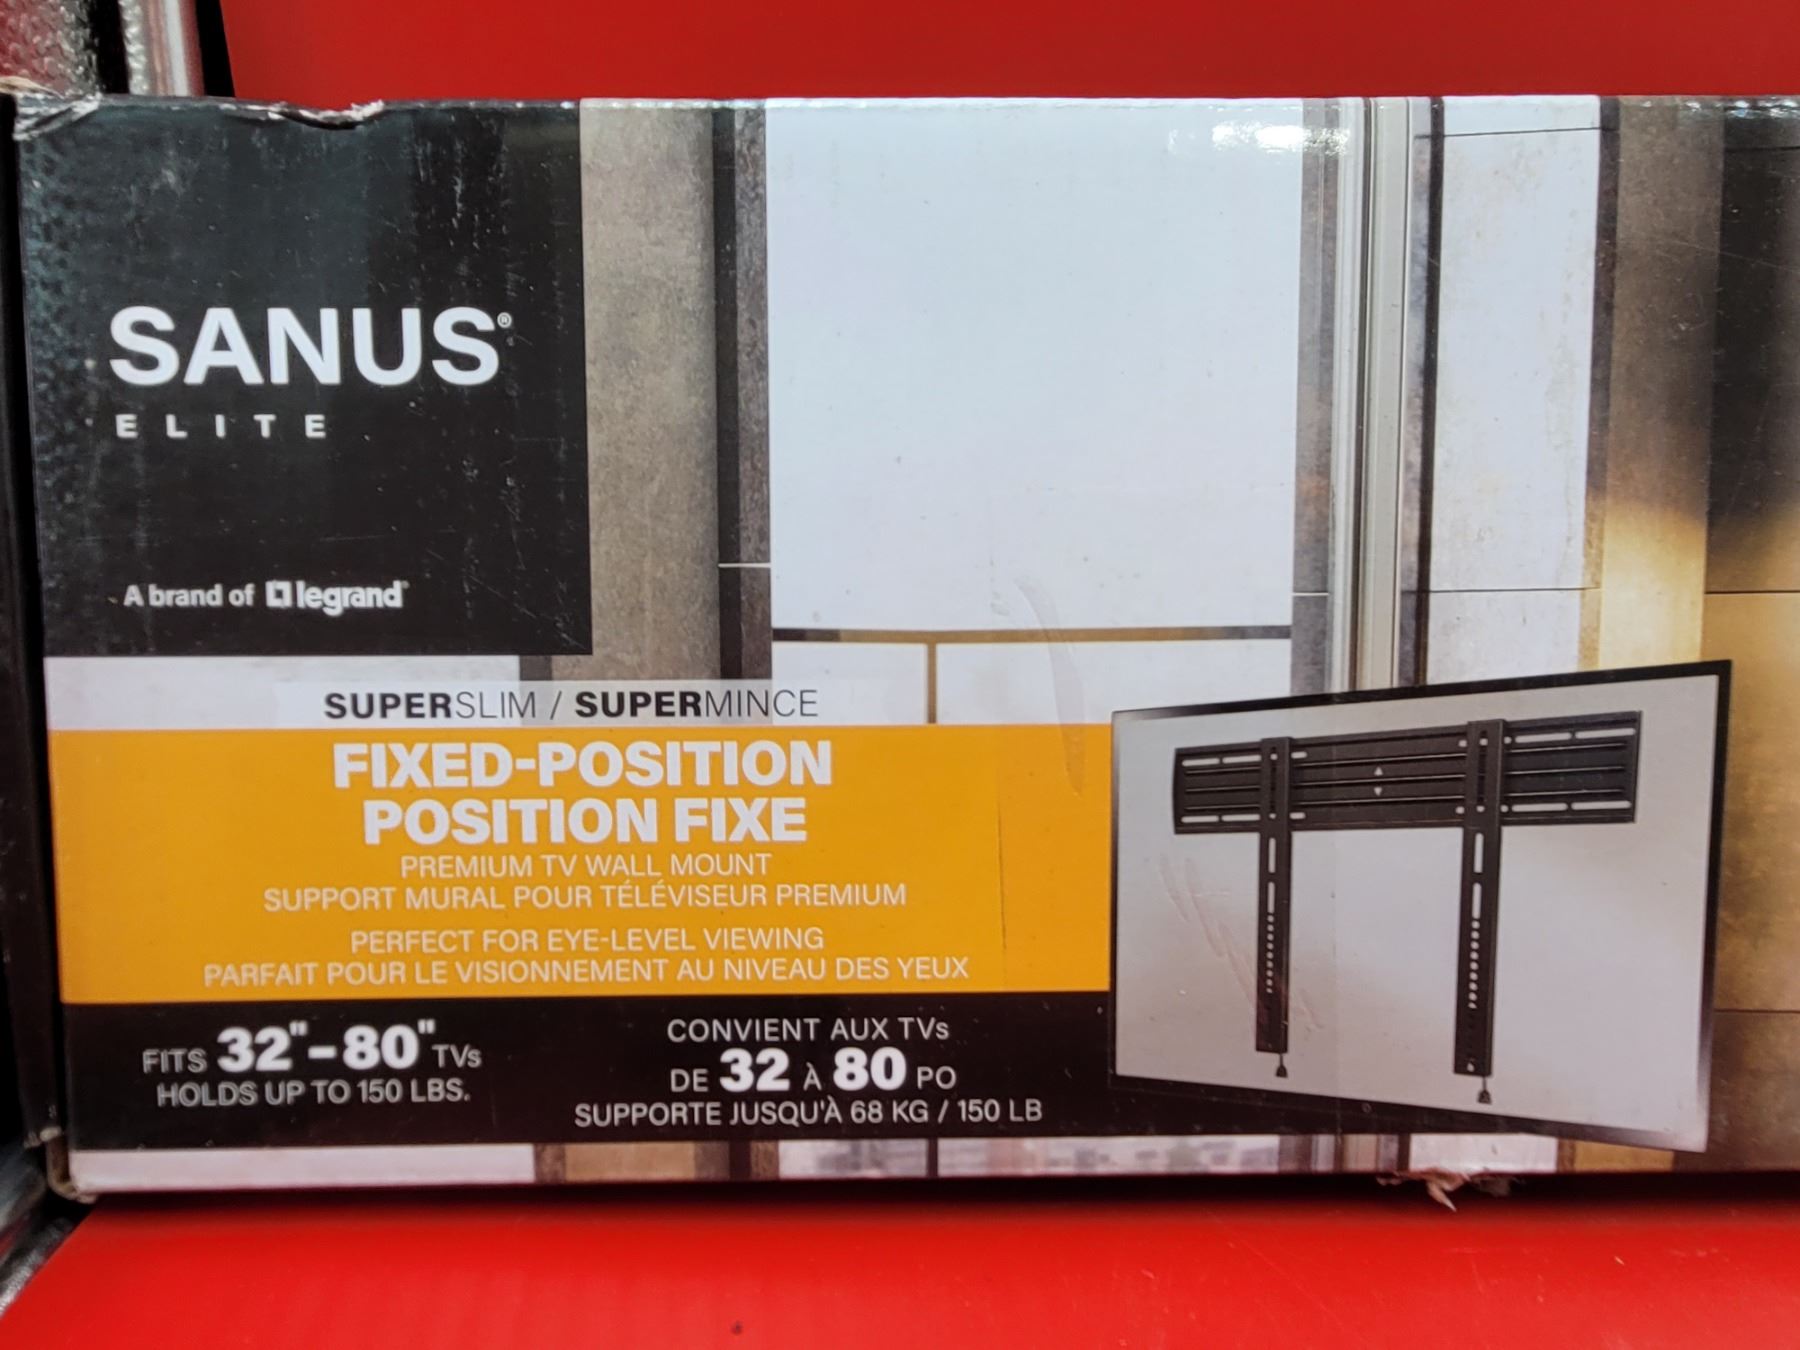 SANUS®
ELITE
A brand of legrand®
SUPERSLIM / SUPERMINCE
FIXED-POSITION
POSITION FIXE
PREMIUM TV WALL MOUNT
SUPPORT MURAL POUR TÉLÉVISEUR PREMIUM
PERFECT FOR EYE-LEVEL VIEWING
PARFAIT POUR LE VISIONNEMENT AU NIVEAU DES YEUX
FITS 32"-80" TVs
HOLDS UP TO 150 LBS.
CONVIENT AUX TVs
DE 32 À 80 PO
SUPPORTE JUSQU'À 68 KG / 150 LB